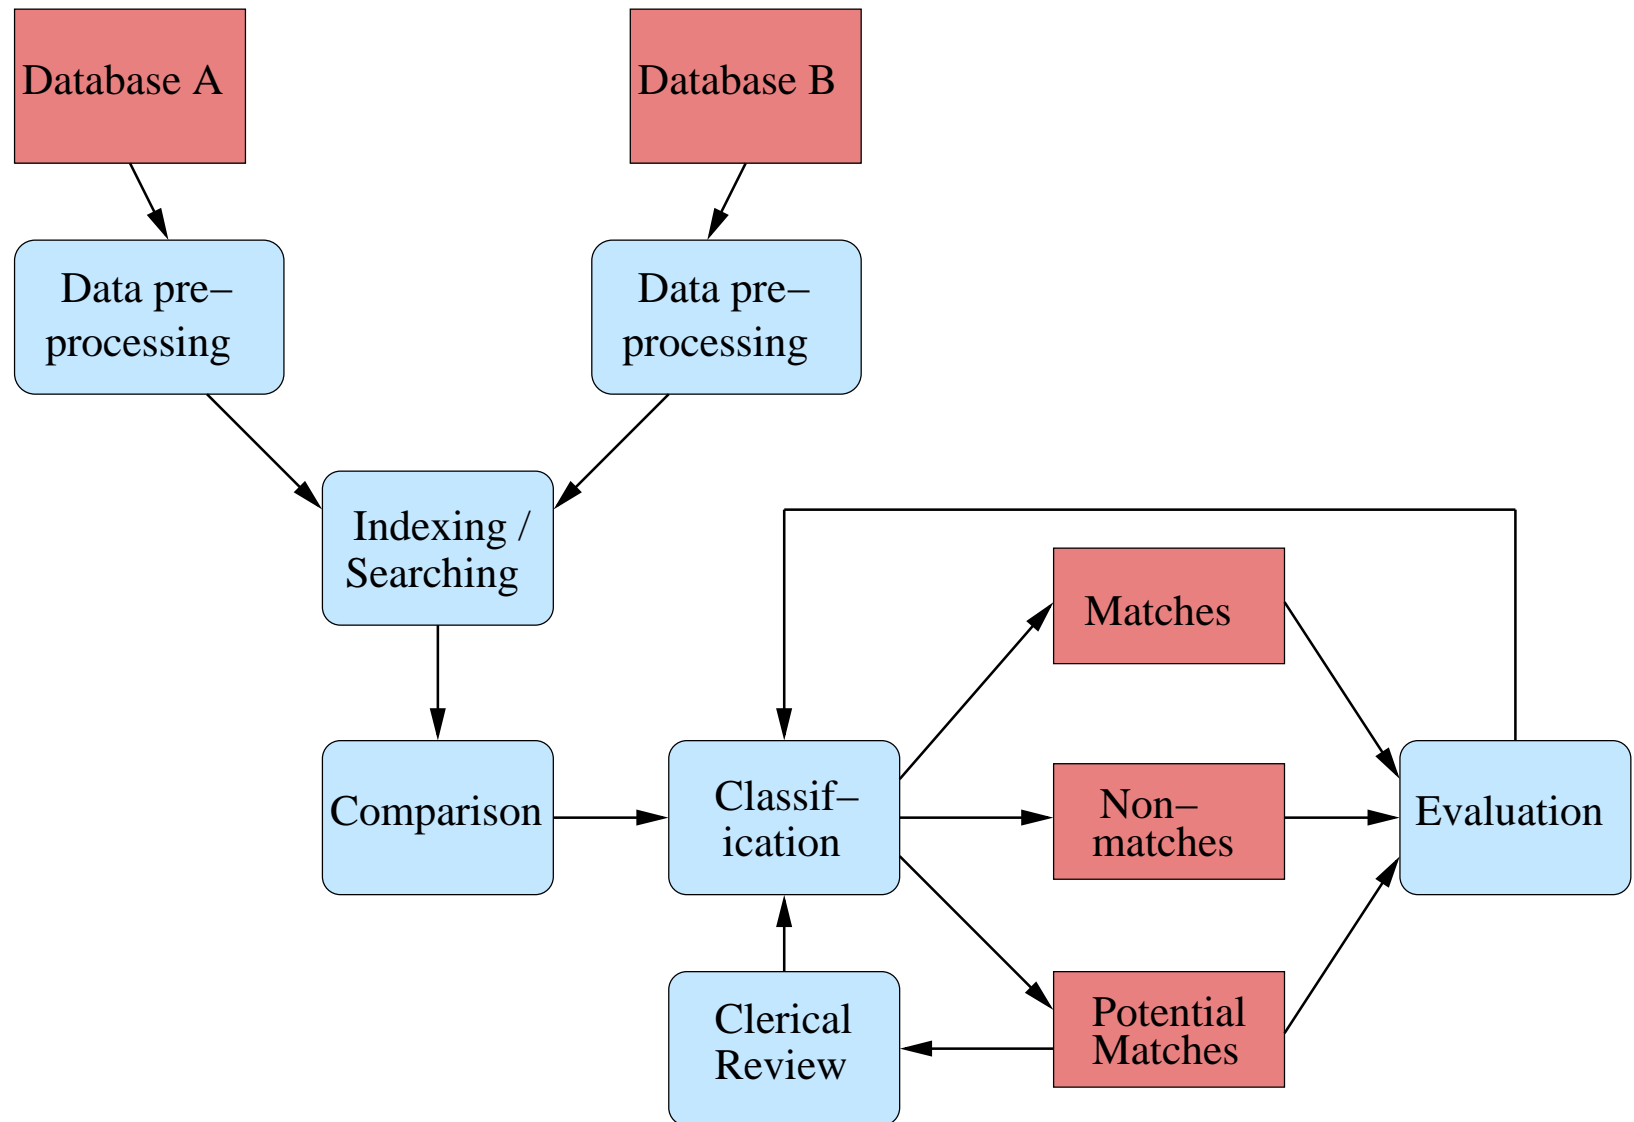 Database A
Database B
Data pre–
processing
Data pre–
processing
Indexing /
Searching
Matches
Comparison
Classif–
ication
Non–
matches
Evaluation
Clerical
Review
Potential
Matches